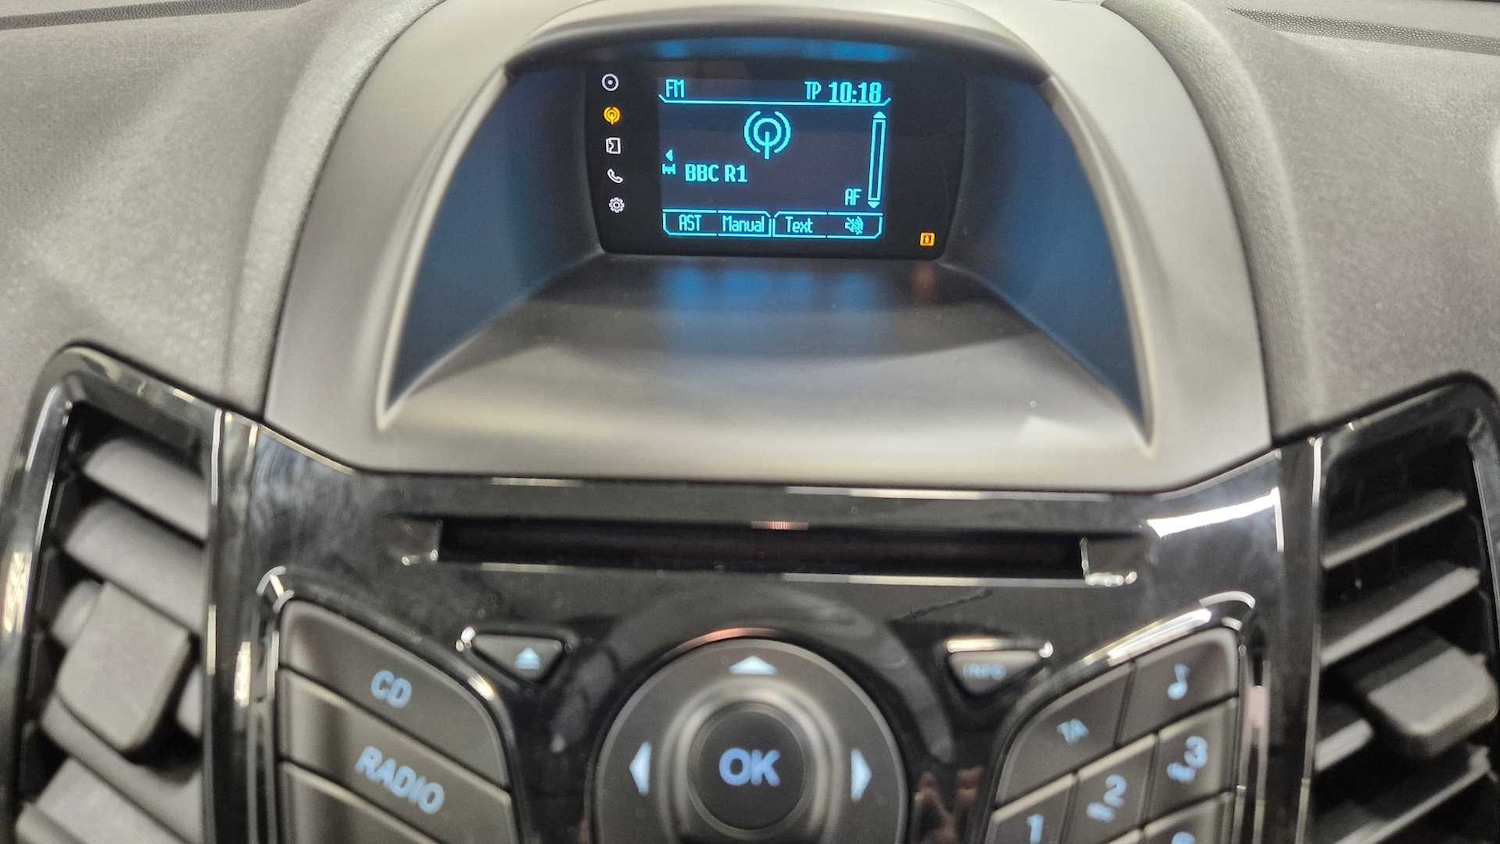 FM TP 10:18
BBC R1
AF
AST Manual Text
CD
INFO
RADIO
OK
TA
1 2 3